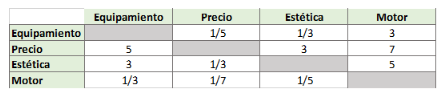 Equipamiento Precio Estética Motor
Equipamiento 1/5 1/3 3
Precio 5 3 7
Estética 3 1/3 5
Motor 1/3 1/7 1/5